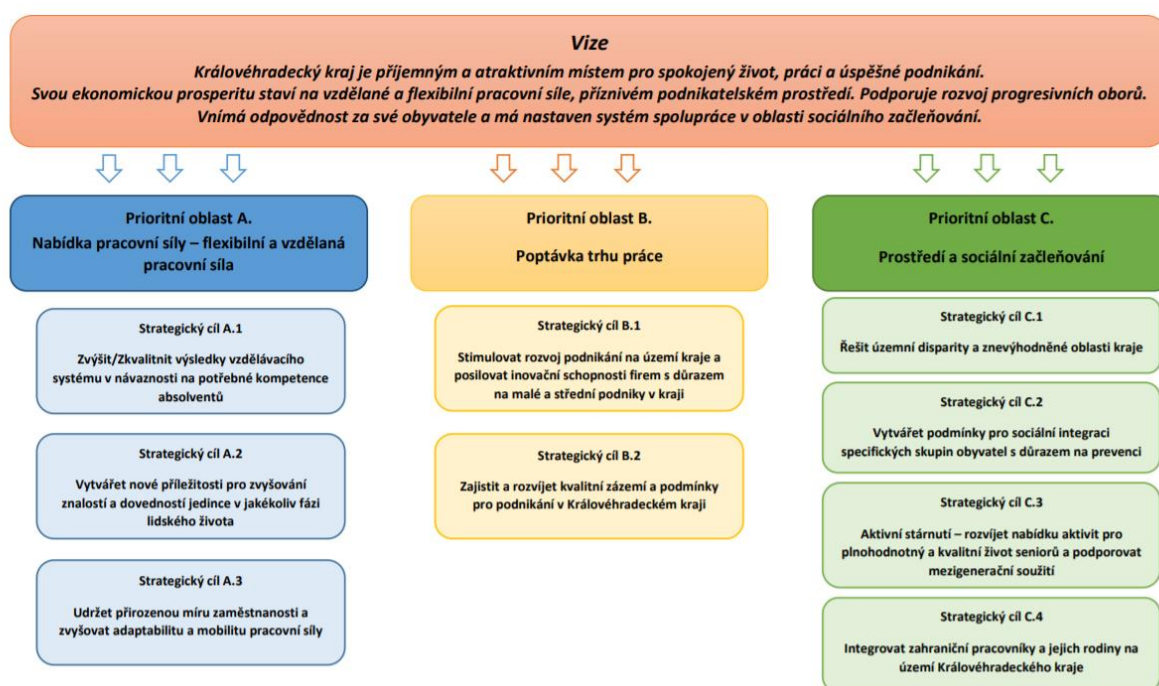 Vize
Královéhradecký kraj je příjemným a atraktivním místem pro spokojený život, práci a úspěšné podnikání.
Svou ekonomickou prosperitu staví na vzdělané a flexibilní pracovní síle, příznivém podnikatelském prostředí. Podporuje rozvoj progresivních oborů.
Vnímá odpovědnost za své obyvatele a má nastaven systém spolupráce v oblasti sociálního začleňování.
Prioritní oblast A.
Nabídka pracovní síly – flexibilní a vzdělaná
pracovní síla
Strategický cíl A.1
Zvýšit/Zkvalitnit výsledky vzdělávacího
systému v návaznosti na potřebné kompetence
absolventů
Strategický cíl A.2
Vytvářet nové příležitosti pro zvyšování
znalostí a dovedností jedince v jakékoliv fázi
lidského života
Strategický cíl A.3
Udržet přirozenou míru zaměstnanosti a
zvyšovat adaptabilitu a mobilitu pracovní síly
Prioritní oblast B.
Poptávka trhu práce
Strategický cíl B.1
Stimulovat rozvoj podnikání na území kraje a
posilovat inovační schopnosti firem s důrazem
na malé a střední podniky v kraji
Strategický cíl B.2
Zajistit a rozvíjet kvalitní zázemí a podmínky
pro podnikání v Královéhradeckém kraji
Prioritní oblast C.
Prostředí a sociální začleňování
Strategický cíl C.1
Řešit územní disparity a znevýhodněné oblasti kraje
Strategický cíl C.2
Vytvářet podmínky pro sociální integraci
specifických skupin obyvatel s důrazem na prevenci
Strategický cíl C.3
Aktivní stárnutí – rozvíjet nabídku aktivit pro
plnohodnotný a kvalitní život seniorů a podporovat
mezigenerační soužití
Strategický cíl C.4
Integrovat zahraniční pracovníky a jejich rodiny na
území Královéhradeckého kraje